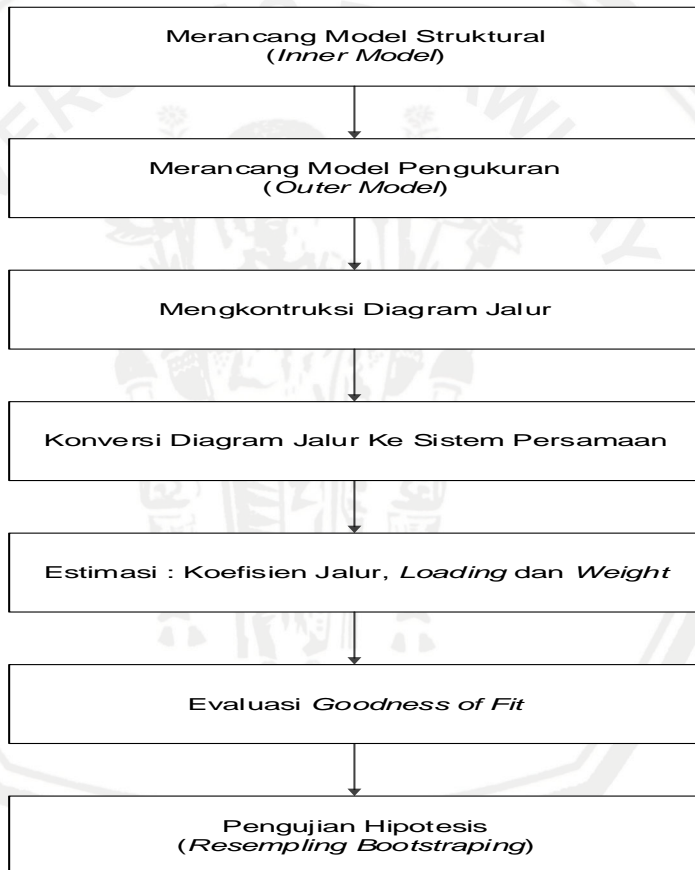 Merancang Model Struktural
(Inner Model)
Merancang Model Pengukuran
(Outer Model)
Mengkontruksi Diagram Jalur
Konversi Diagram Jalur Ke Sistem Persamaan
Estimasi : Koefisien Jalur, Loading dan Weight
Evaluasi Goodness of Fit
Pengujian Hipotesis
(Resempling Bootstraping)